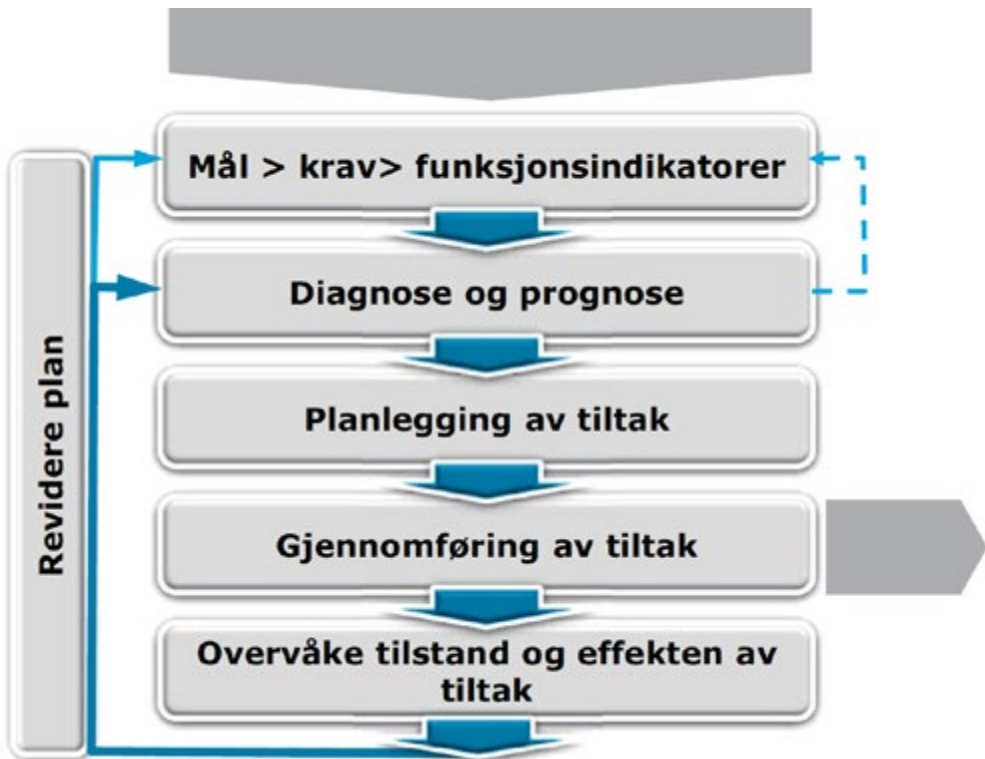 Mål > krav> funksjonsindikatorer
Diagnose og prognose
Revidere plan
Planlegging av tiltak
Gjennomføring av tiltak
Overvåke tilstand og effekten av
tiltak